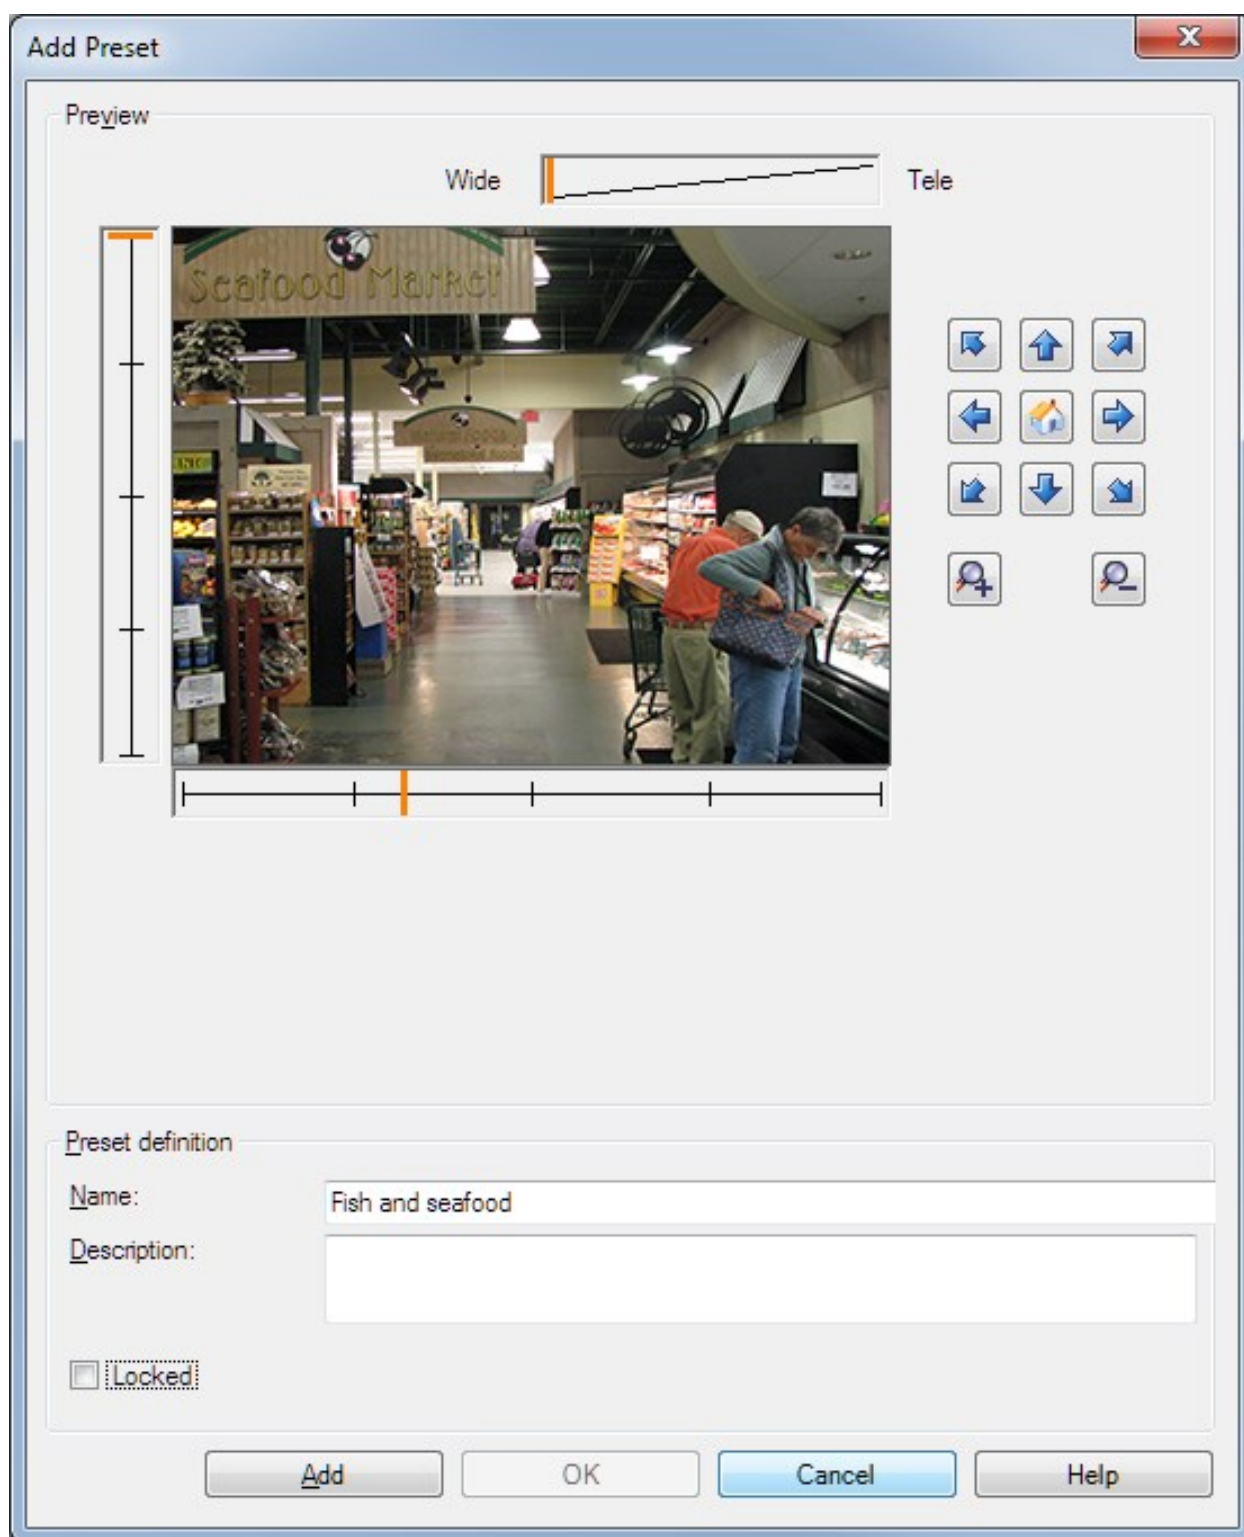 Add Preset
Preview
Wide
Tele
Seafood Market
Preset definition
Name:
Fish and seafood
Description:
Locked
Add
OK
Cancel
Help